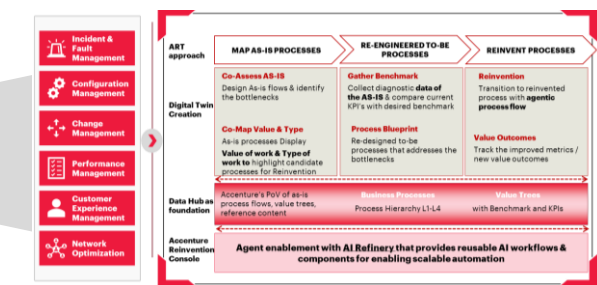 Incident &
Fault
Management
Configuration
Management
Change
Management
Performance
Management
Customer
Experience
Management
Network
Optimization
ART
approach
MAP AS-IS PROCESSES
RE-ENGINEERED TO-BE
PROCESSES
REINVENT PROCESSES
Digital Twin
Creation
Co-Assess AS-IS
Design As-is flows & identify
the bottlenecks
Co-Map Value & Type
As-is processes Display
Value of work & Type of
work to highlight candidate
processes for Reinvention
Gather Benchmark
Collect diagnostic data of
the AS-IS & compare current
KPI's with desired benchmark
Process Blueprint
Re-designed to-be
processes that addresses the
bottlenecks
Reinvention
Transition to reinvented
process with agentic
process flow
Value Outcomes
Track the improved metrics /
new value outcomes
Data Hub as
foundation
Accenture's PoV of as-is
process flows, value trees,
reference content
Business Processes
Process Hierarchy L1-L4
Value Trees
with Benchmark and KPIs
Accenture
Reinvention
Console
Agent enablement with AI Refinery that provides reusable AI workflows &
components for enabling scalable automation